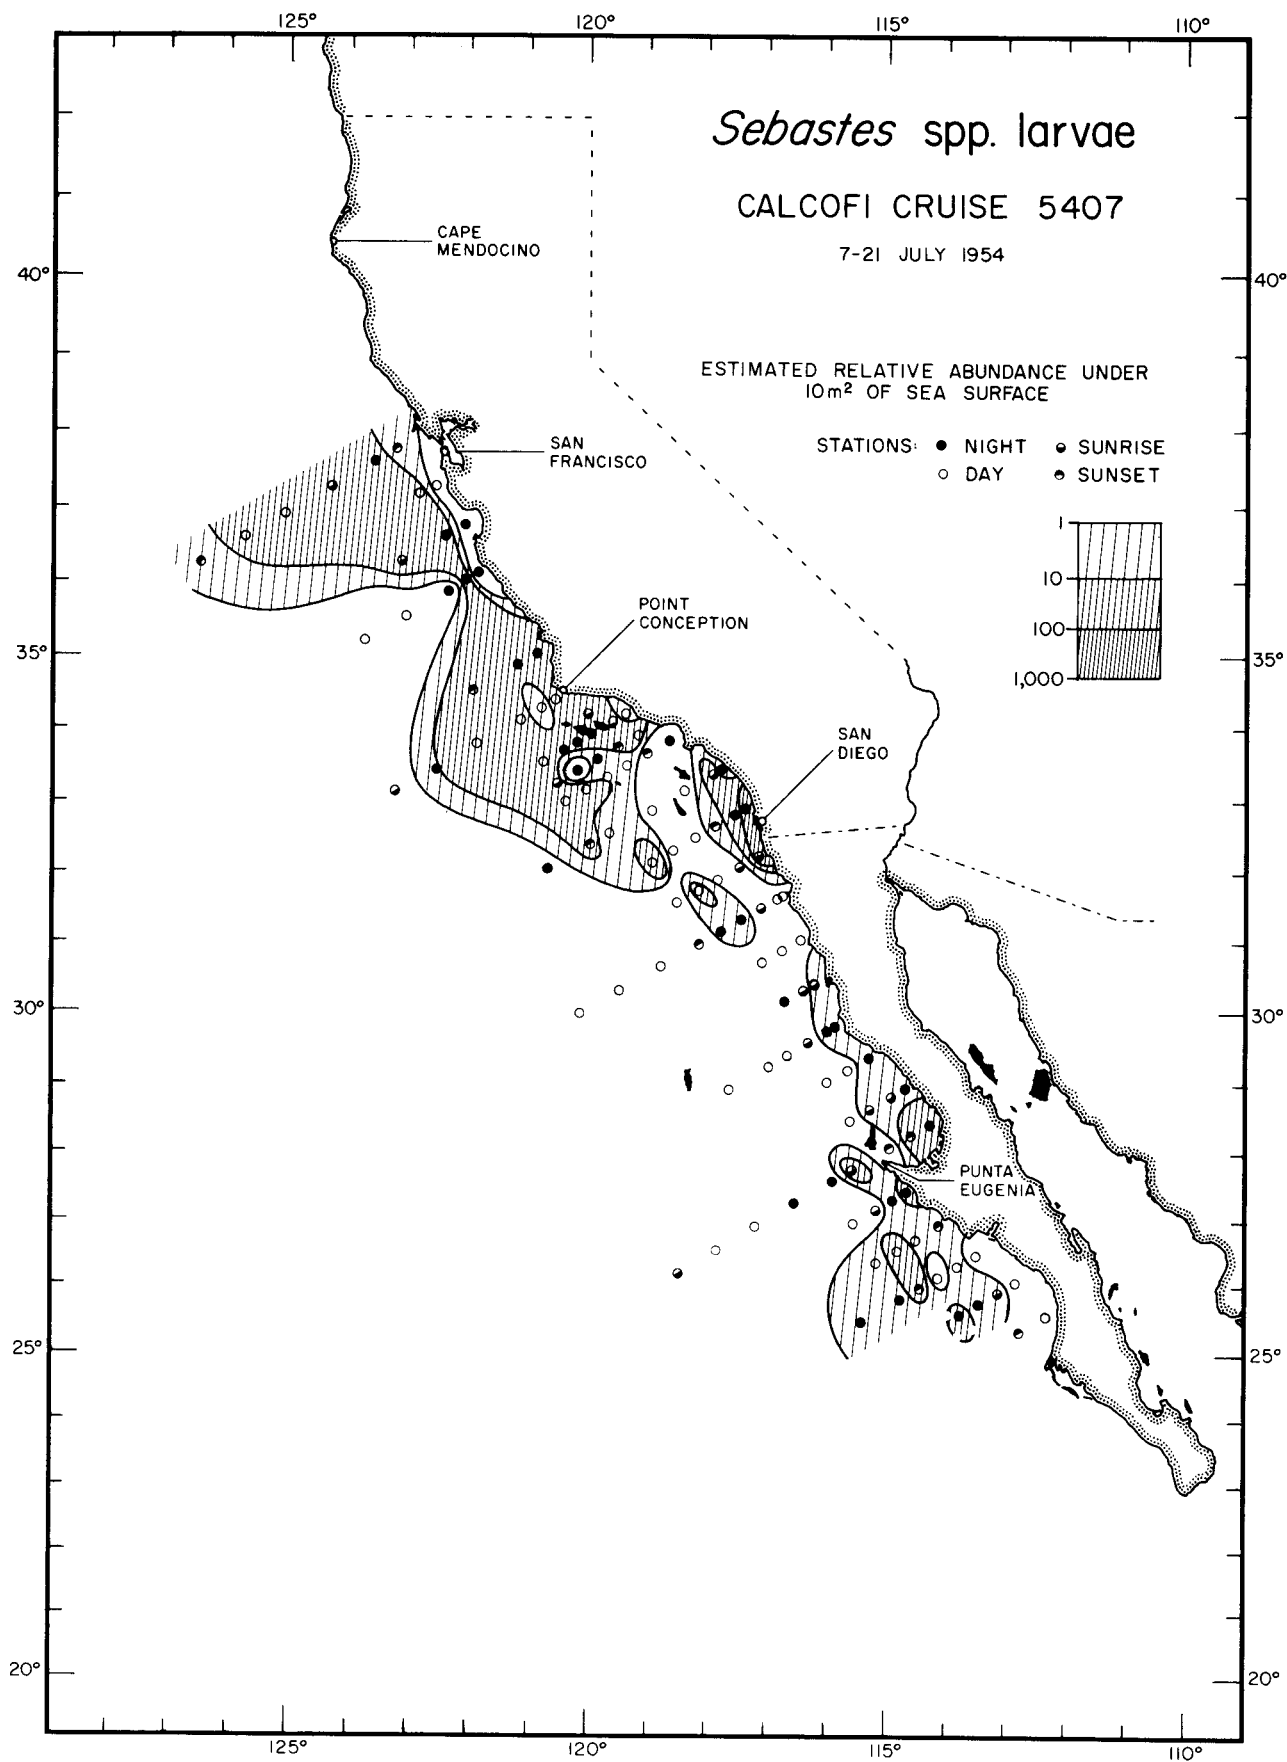 125° 120° 115° 110°
Sebastes spp. larvae
CALCOFI CRUISE 5407
7-21 JULY 1954
CAPE
MENDOCINO
40° 40°
ESTIMATED RELATIVE ABUNDANCE UNDER
10m² OF SEA SURFACE
STATIONS: NIGHT SUNRISE
DAY SUNSET
SAN
FRANCISCO
1
10
100
1,000
POINT
CONCEPTION
35° 35°
SAN
DIEGO
30° 30°
PUNTA
EUGENIA
25° 25°
20° 20°
125° 120° 115° 110°